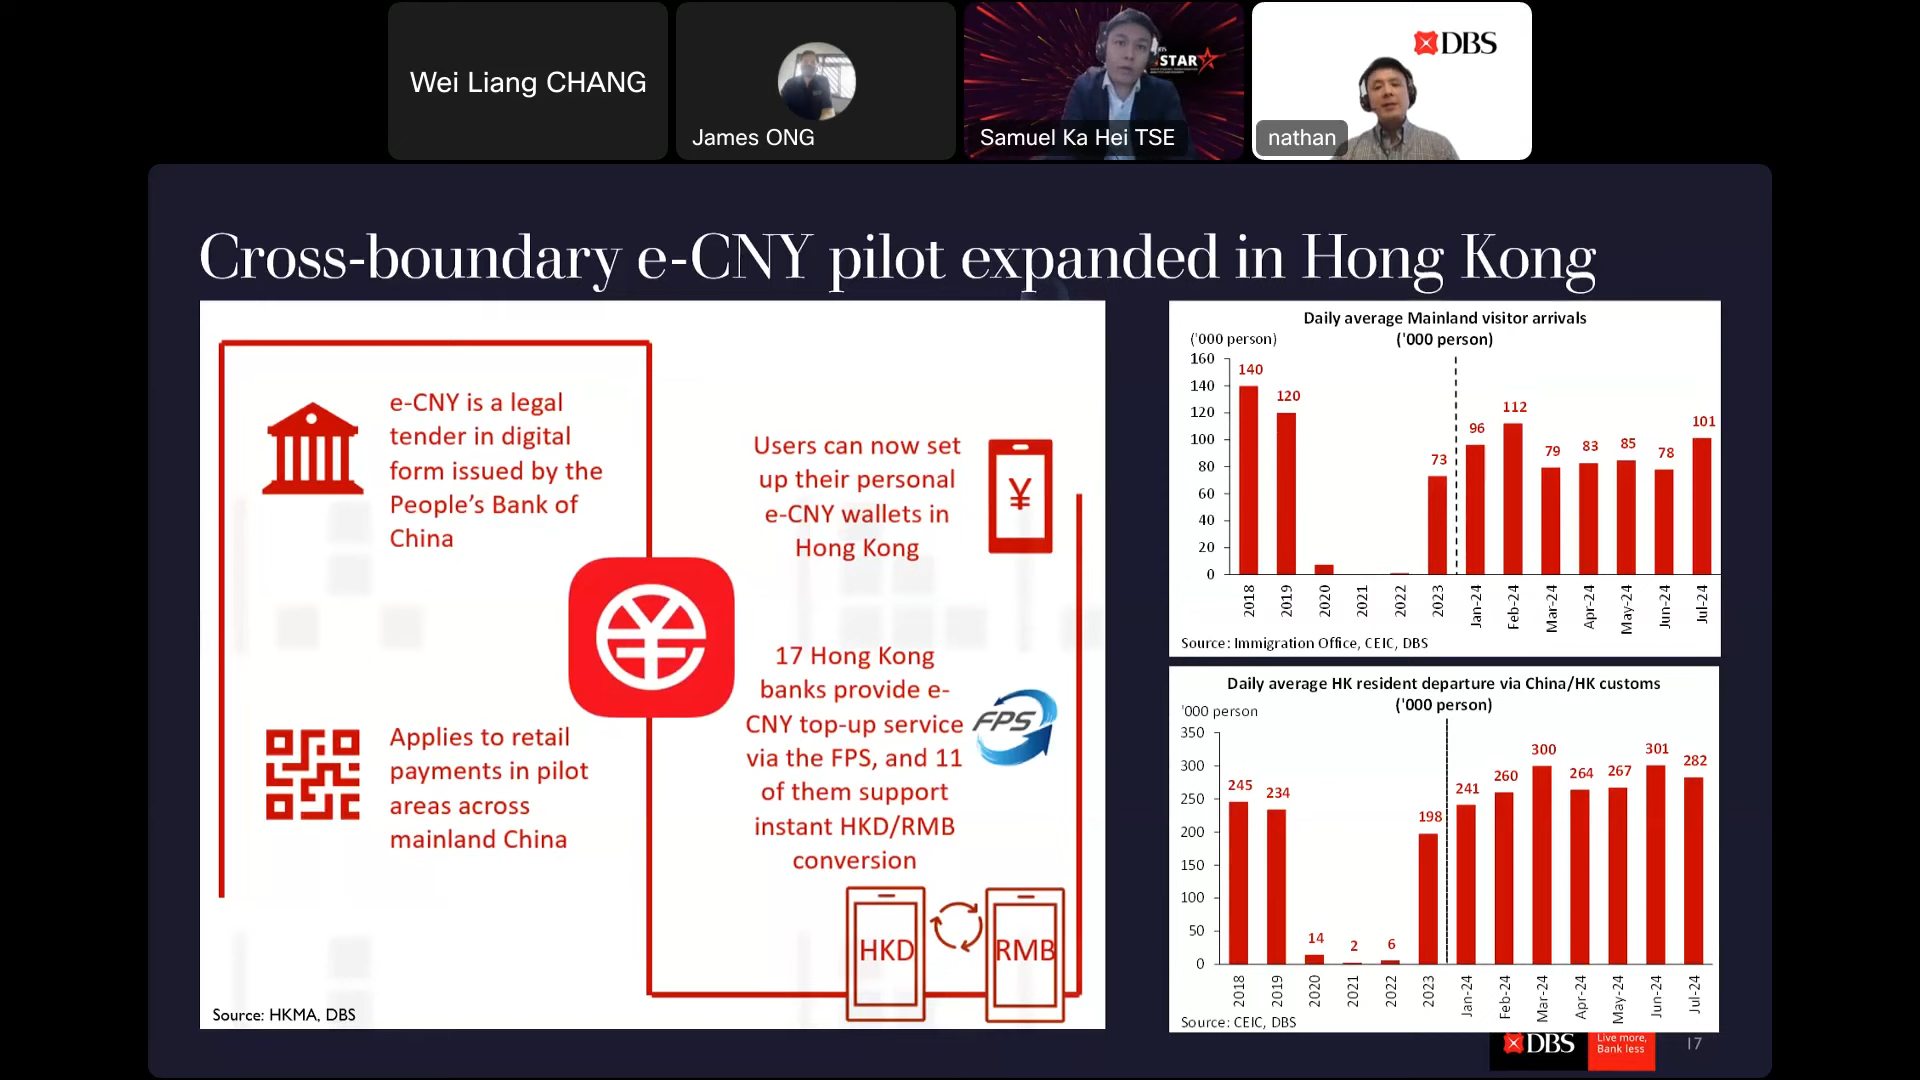 Wei Liang CHANG
James ONG
STAR
Samuel Ka Hei TSE
DBS
nathan
Cross-boundary e-CNY pilot expanded in Hong Kong
e-CNY is a legal
tender in digital
form issued by the
People's Bank of
China
Applies to retail
payments in pilot
areas across
mainland China
Users can now set
up their personal
e-CNY wallets in
Hong Kong
¥
17 Hong Kong
banks provide e-
CNY top-up service
via the FPS, and 11
of them support
instant HKD/RMB
conversion
FPS
HKD
RMB
Source: HKMA, DBS
Daily average Mainland visitor arrivals
('000 person)
('000 person)
160
140
120
100
80
60
40
20
0
140
120
73
96
112
79
83
85
78
101
2018
2019
2020
2021
2022
2023
Jan-24
Feb-24
Mar-24
Apr-24
May-24
Jun-24
Jul-24
Source: Immigration Office, CEIC, DBS
Daily average HK resident departure via China/HK customs
('000 person)
'000 person
350
300
250
200
150
100
50
0
245
234
14
2
6
198
241
260
300
264
267
301
282
2018
2019
2020
2021
2022
2023
Jan-24
Feb-24
Mar-24
Apr-24
May-24
Jun-24
Jul-24
Source: CEIC, DBS
DBS
Live more,
Bank less
17